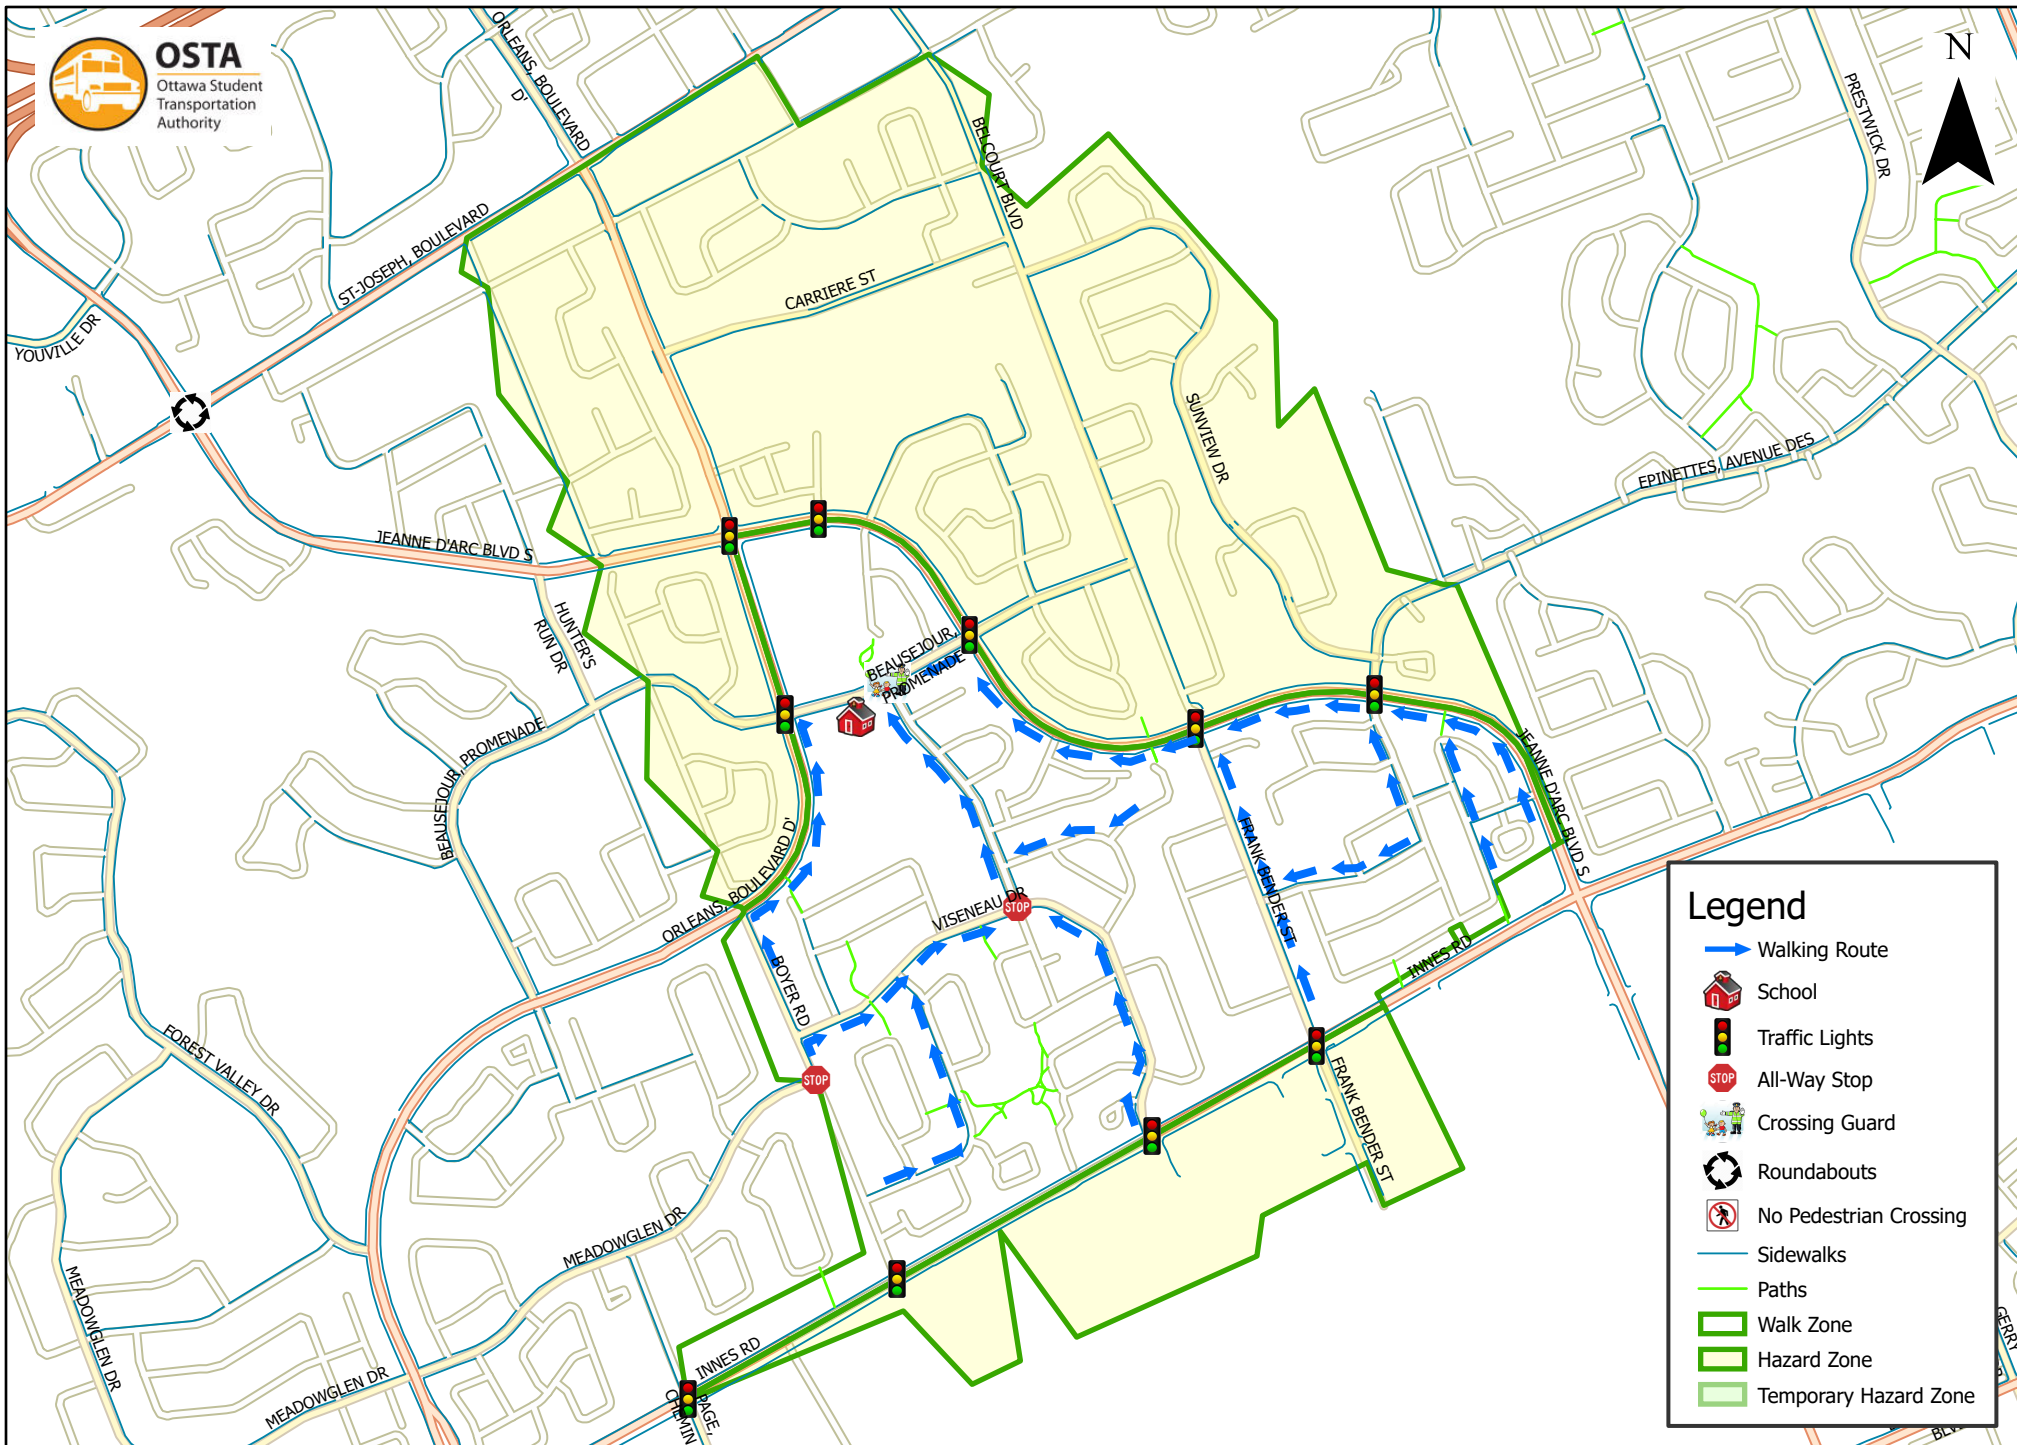 OSTA
Ottawa Student
Transportation
Authority
N
ORLEANS, BOULEVARD
D'
BELCOURT BLVD
PRESTWICK DR
ST-JOSEPH, BOULEVARD
YOUVILLE DR
CARRIERE ST
SUNVIEW DR
EPINETTES, AVENUE DES
JEANNE D'ARC BLVD S
HUNTER'S
RUN DR
BEAUSEJOUR,
PROMENADE
BEAUSEJOUR, PROMENADE
ORLEANS, BOULEVARD D'
JEANNE D'ARC BLVD S
FRANK BENDER ST
VISENEAU DR
STOP
BOYER RD
INNES RD
STOP
FOREST VALLEY DR
FRANK BENDER ST
MEADOWGLEN DR
MEADOWGLEN DR
MEADOWGLEN DR
INNES RD
PAGE,
CHEMIN
GERRY
Legend
Walking Route
School
Traffic Lights
STOP
All-Way Stop
Crossing Guard
Roundabouts
No Pedestrian Crossing
Sidewalks
Paths
Walk Zone
Hazard Zone
Temporary Hazard Zone